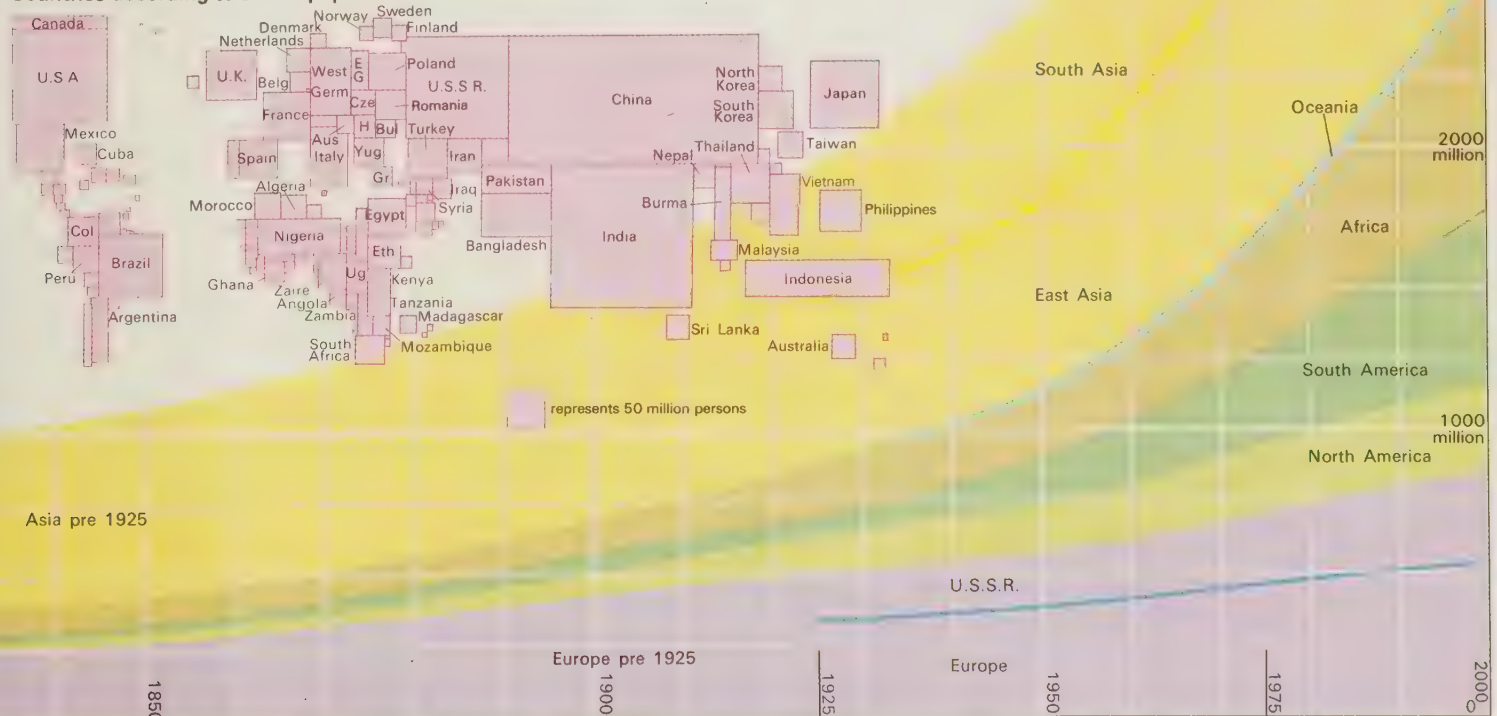 Canada
U.S A
Mexico
Cuba
Col
Peru
Brazil
Argentina
Norway
Sweden
Denmark
Finland
Netherlands
U.K.
Belg
West
Germ
E
G
Poland
U.S.S R.
France
Cze
Romania
Aus
H
Bul
Turkey
Spain
Italy
Yug
Iran
Algeria
Gr
Iraq
Morocco
Egypt
Syria
Nigeria
Eth
Ghana
Ug
Kenya
Zaire
Angola
Tanzania
Zambia
Madagascar
South
Africa
Mozambique
China
North
Korea
South
Korea
Japan
Taiwan
Nepal
Thailand
Pakistan
Vietnam
Burma
Philippines
Bangladesh
India
Malaysia
Indonesia
Sri Lanka
Australia
represents 50 million persons
South Asia
Oceania
2000
million
Africa
East Asia
South America
1000
million
North America
Asia pre 1925
U.S.S.R.
Europe pre 1925
Europe
1850
1900
1925
1950
1975
2000
0